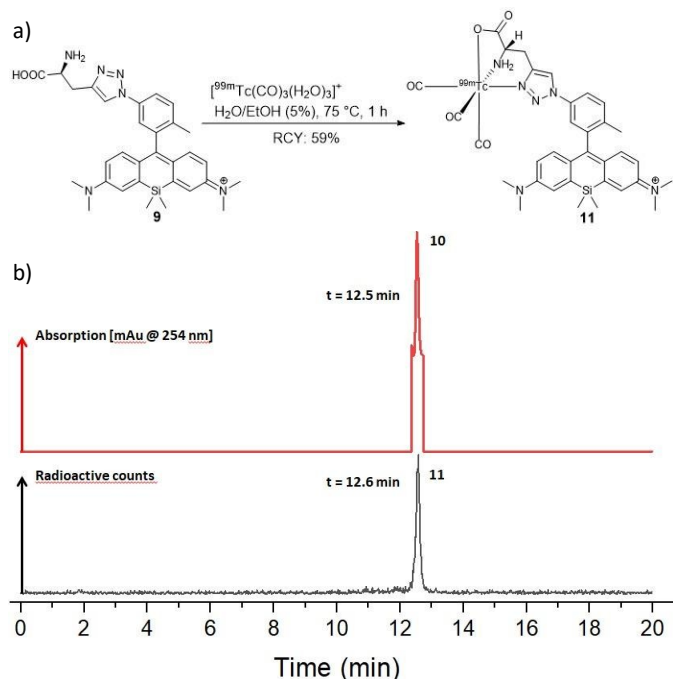 a)
NH₂
HOOC
N
N
N
[⁹⁹ᵐTc(CO)₃(H₂O)₃]⁺
H₂O/EtOH (5%), 75 °C, 1 h
RCY: 59%
N
Si
N
⊕
9
O
O
H
NH₂
OC
⁹⁹ᵐTc
N
N
N
OC
CO
N
Si
N
⊕
11
b)
10
t = 12.5 min
Absorption [mAu @ 254 nm]
Radioactive counts
t = 12.6 min
11
0 2 4 6 8 10 12 14 16 18 20
Time (min)